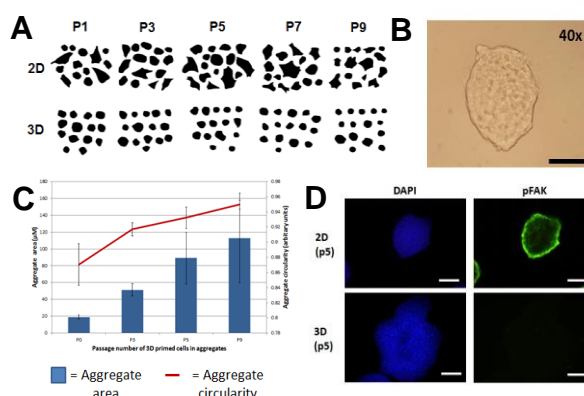 A
P1 P3 P5 P7 P9
2D
3D
B
40x
C
180
160
140
120
100
80
60
40
20
0
Aggregate area (µM)
0.98
0.96
0.94
0.92
0.9
0.88
0.86
0.84
0.82
0.8
0.78
Aggregate circularity (arbitary units)
P0 P3 P5 P9
Passage number of 3D primed cells in aggregates
= Aggregate area
= Aggregate circularity
D
DAPI pFAK
2D
(p5)
3D
(p5)